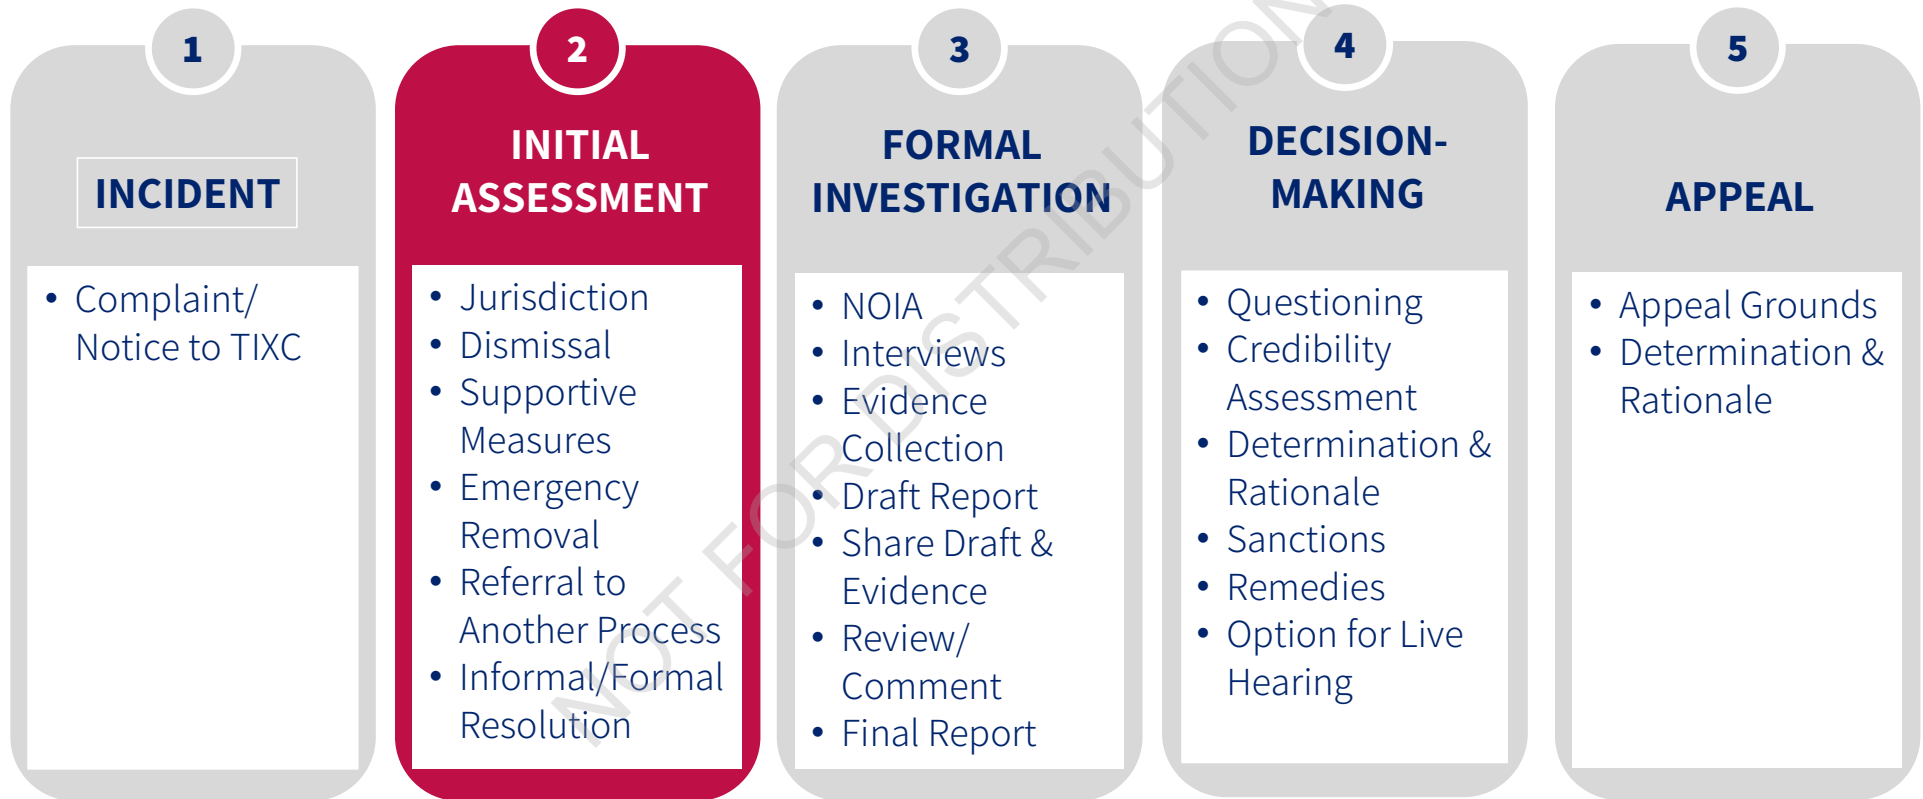 1
INCIDENT
• Complaint/
Notice to TIXC
2
INITIAL
ASSESSMENT
• Jurisdiction
• Dismissal
• Supportive
Measures
• Emergency
Removal
• Referral to
Another Process
• Informal/Formal
Resolution
3
FORMAL
INVESTIGATION
• NOIA
• Interviews
• Evidence
Collection
• Draft Report
• Share Draft &
Evidence
• Review/
Comment
• Final Report
4
DECISION-
MAKING
• Questioning
• Credibility
Assessment
• Determination &
Rationale
• Sanctions
• Remedies
• Option for Live
Hearing
5
APPEAL
• Appeal Grounds
• Determination &
Rationale
NOT FOR DISTRIBUTION